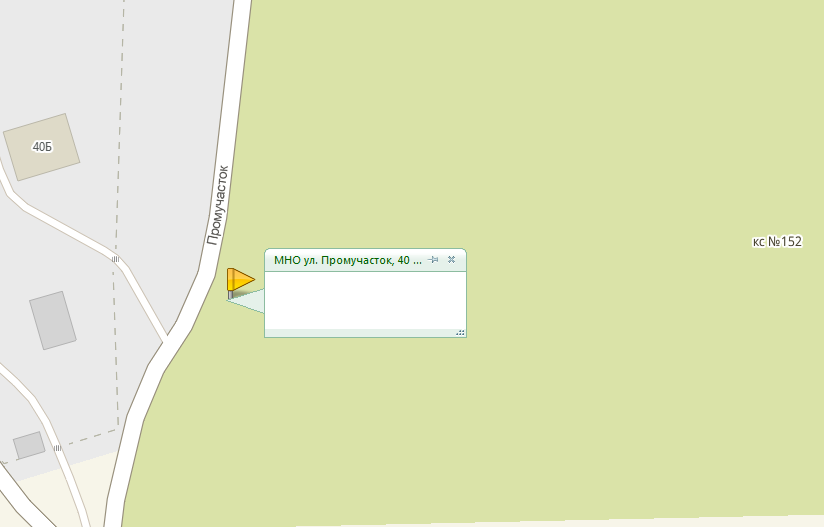 40Б
Промучасток
кс №152
МНО ул. Промучасток, 40 ...